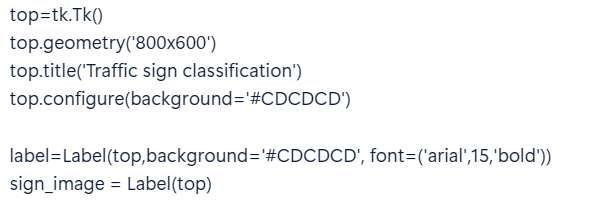 top=tk.Tk()
top.geometry('800x600')
top.title('Traffic sign classification')
top.configure(background='#CDCDCD')
label=Label(top,background='#CDCDCD', font=('arial',15,'bold'))
sign_image = Label(top)